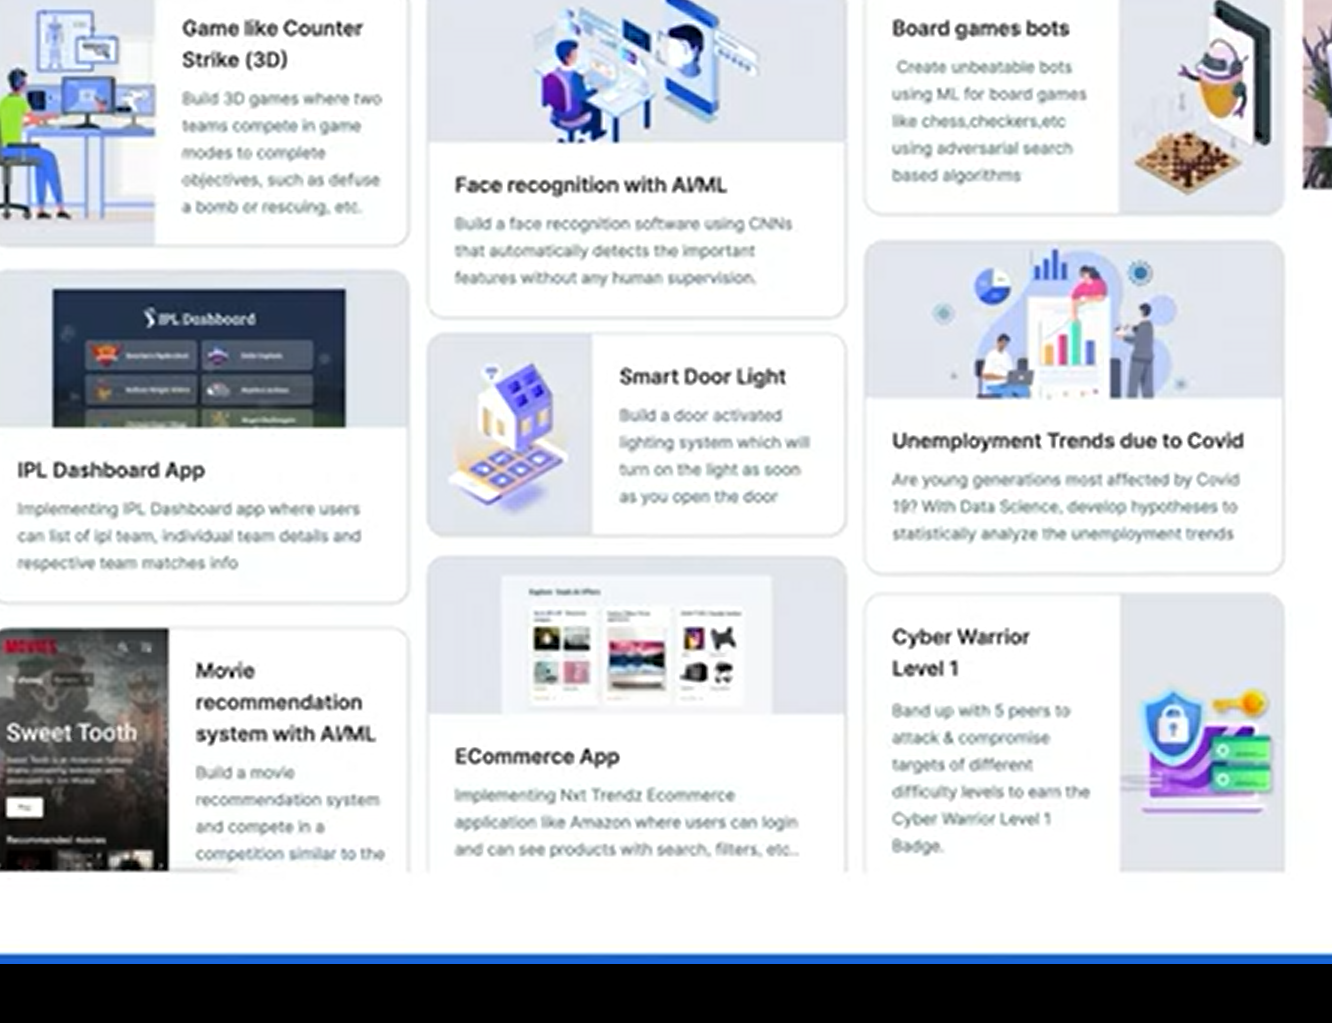 Game like Counter
Strike (3D)
Build 3D games where two
teams compete in game
modes to complete
objectives, such as defuse
a bomb or rescuing, etc.
IPL Dashboard
IPL Dashboard App
Implementing IPL Dashboard app where users
can list of ipl team, individual team details and
respective team matches info
MOVIES
Sweet Tooth
Recommended movies
Movie
recommendation
system with AI/ML
Build a movie
recommendation system
and compete in a
competition similar to the
Face recognition with AI/ML
Build a face recognition software using CNNs
that automatically detects the important
features without any human supervision.
Smart Door Light
Build a door activated
lighting system which will
turn on the light as soon
as you open the door
ECommerce App
Implementing Nxt Trendz Ecommerce
application like Amazon where users can login
and can see products with search, filters, etc..
Board games bots
Create unbeatable bots
using ML for board games
like chess,checkers,etc
using adversarial search
based algorithms
Unemployment Trends due to Covid
Are young generations most affected by Covid
19? With Data Science, develop hypotheses to
statistically analyze the unemployment trends
Cyber Warrior
Level 1
Band up with 5 peers to
attack & compromise
targets of different
difficulty levels to earn the
Cyber Warrior Level 1
Badge.